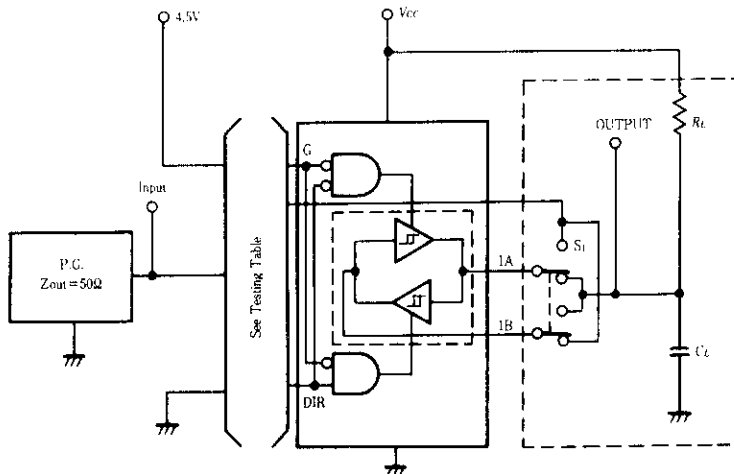 4.5V
Vcc
OUTPUT
RL
Input
G
S1
P.G.
Zout=50Ω
See Testing Table
1A
1B
CL
DIR